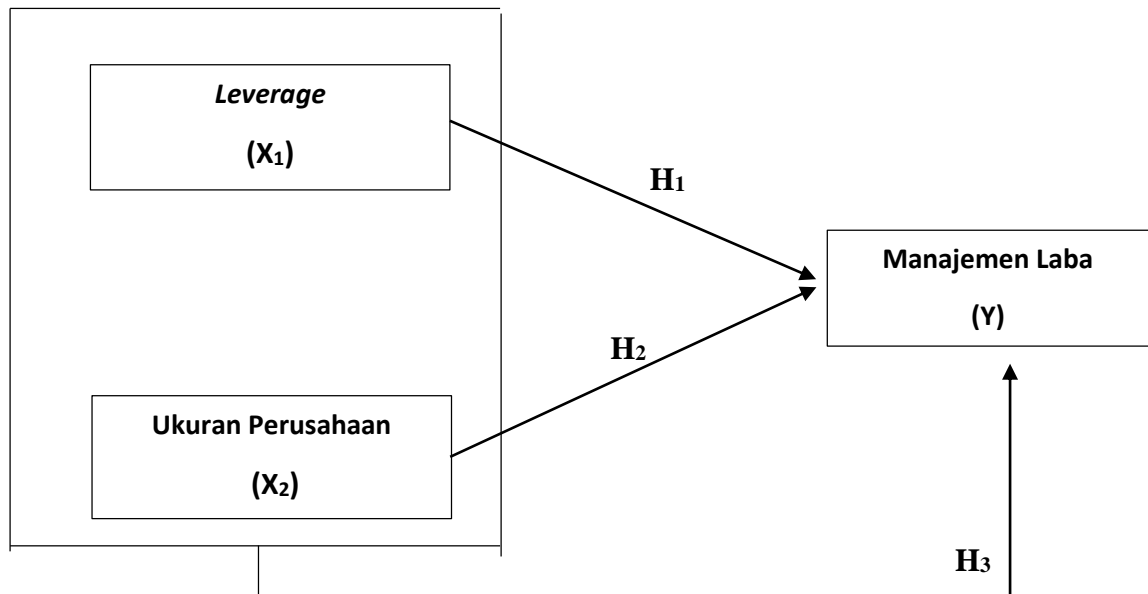 Leverage
(X₁)
H₁
Manajemen Laba
(Y)
H₂
Ukuran Perusahaan
(X₂)
H₃